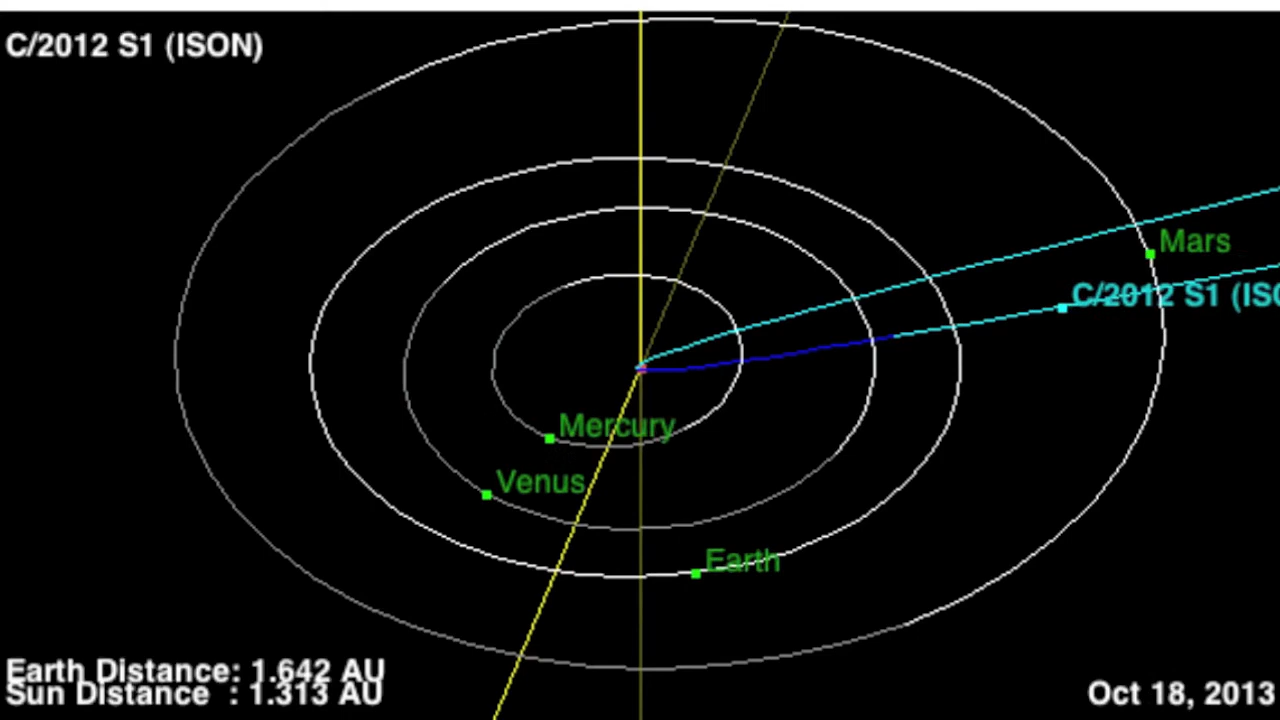 C/2012 S1 (ISON)
Mars
C/2012 S1 (ISO
Mercury
Venus
Earth
Earth Distance: 1.642 AU
Sun Distance : 1.313 AU
Oct 18, 2013